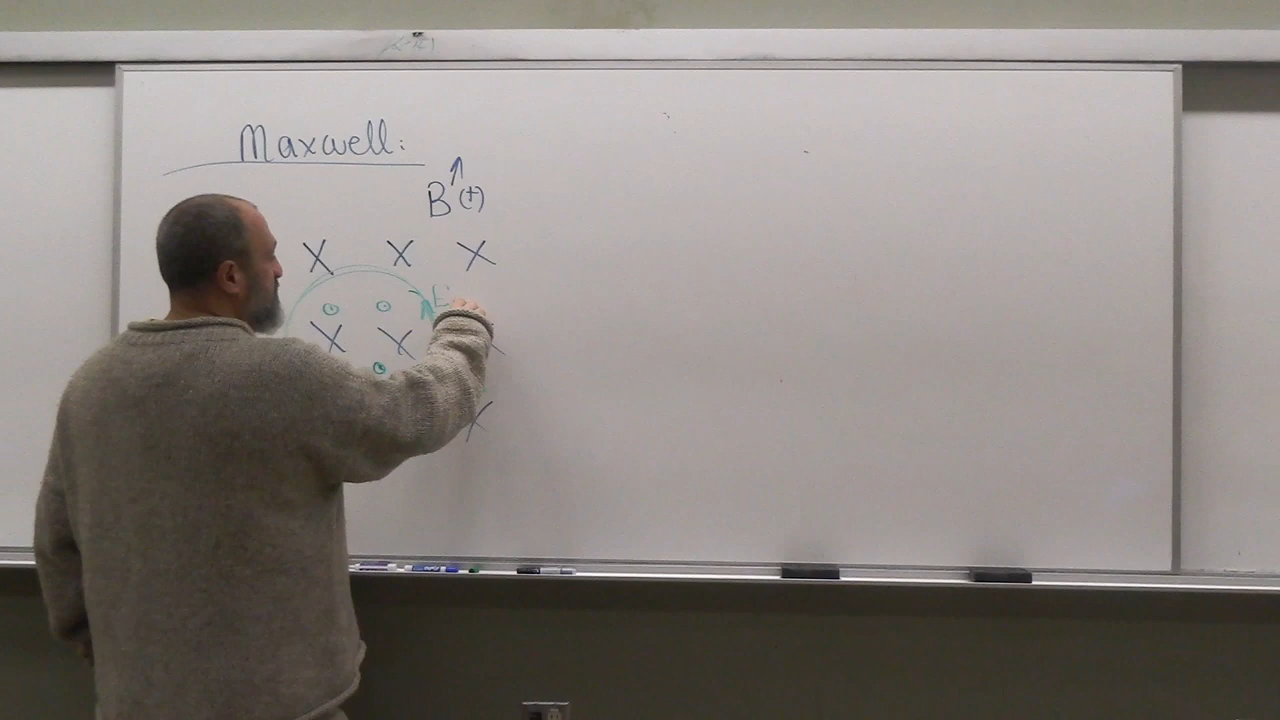 Maxwell:
B(t)
X X X
X X
E
X